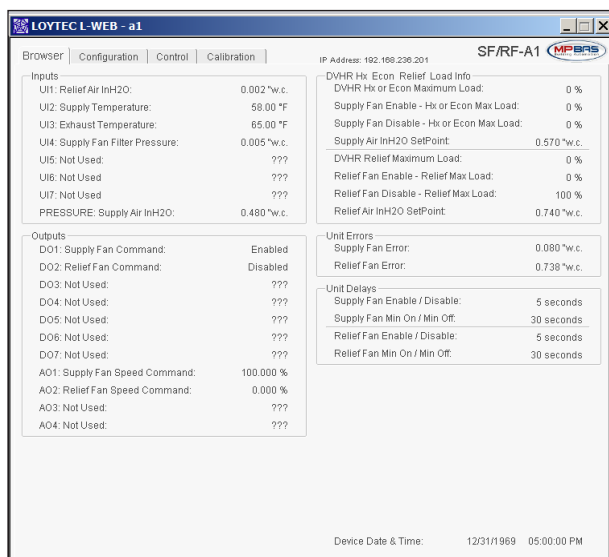 LOYTEC L-WEB - a1
Browser Configuration Control Calibration
IP Address: 192.168.236.201
SF/RF-A1
MPBAS
Inputs
UI1: Relief Air InH2O: 0.002 "w.c.
UI2: Supply Temperature: 58.00 °F
UI3: Exhaust Temperature: 65.00 °F
UI4: Supply Fan Filter Pressure: 0.005 "w.c.
UI5: Not Used: ???
UI6: Not Used ???
UI7: Not Used ???
PRESSURE: Supply Air InH2O: 0.480 "w.c.
Outputs
DO1: Supply Fan Command: Enabled
DO2: Relief Fan Command: Disabled
DO3: Not Used: ???
DO4: Not Used: ???
DO5: Not Used: ???
DO6: Not Used: ???
DO7: Not Used: ???
AO1: Supply Fan Speed Command: 100.000 %
AO2: Relief Fan Speed Command: 0.000 %
AO3: Not Used: ???
AO4: Not Used: ???
DVHR Hx Econ Relief Load Info
DVHR Hx or Econ Maximum Load: 0 %
Supply Fan Enable - Hx or Econ Max Load: 0 %
Supply Fan Disable - Hx or Econ Max Load: 0 %
Supply Air InH2O SetPoint: 0.570 "w.c.
DVHR Relief Maximum Load: 0 %
Relief Fan Enable - Relief Max Load: 0 %
Relief Fan Disable - Relief Max Load: 100 %
Relief Air InH2O SetPoint: 0.740 "w.c.
Unit Errors
Supply Fan Error: 0.080 "w.c.
Relief Fan Error: 0.738 "w.c.
Unit Delays
Supply Fan Enable / Disable: 5 seconds
Supply Fan Min On / Min Off: 30 seconds
Relief Fan Enable / Disable: 5 seconds
Relief Fan Min On / Min Off: 30 seconds
Device Date & Time: 12/31/1969 05:00:00 PM